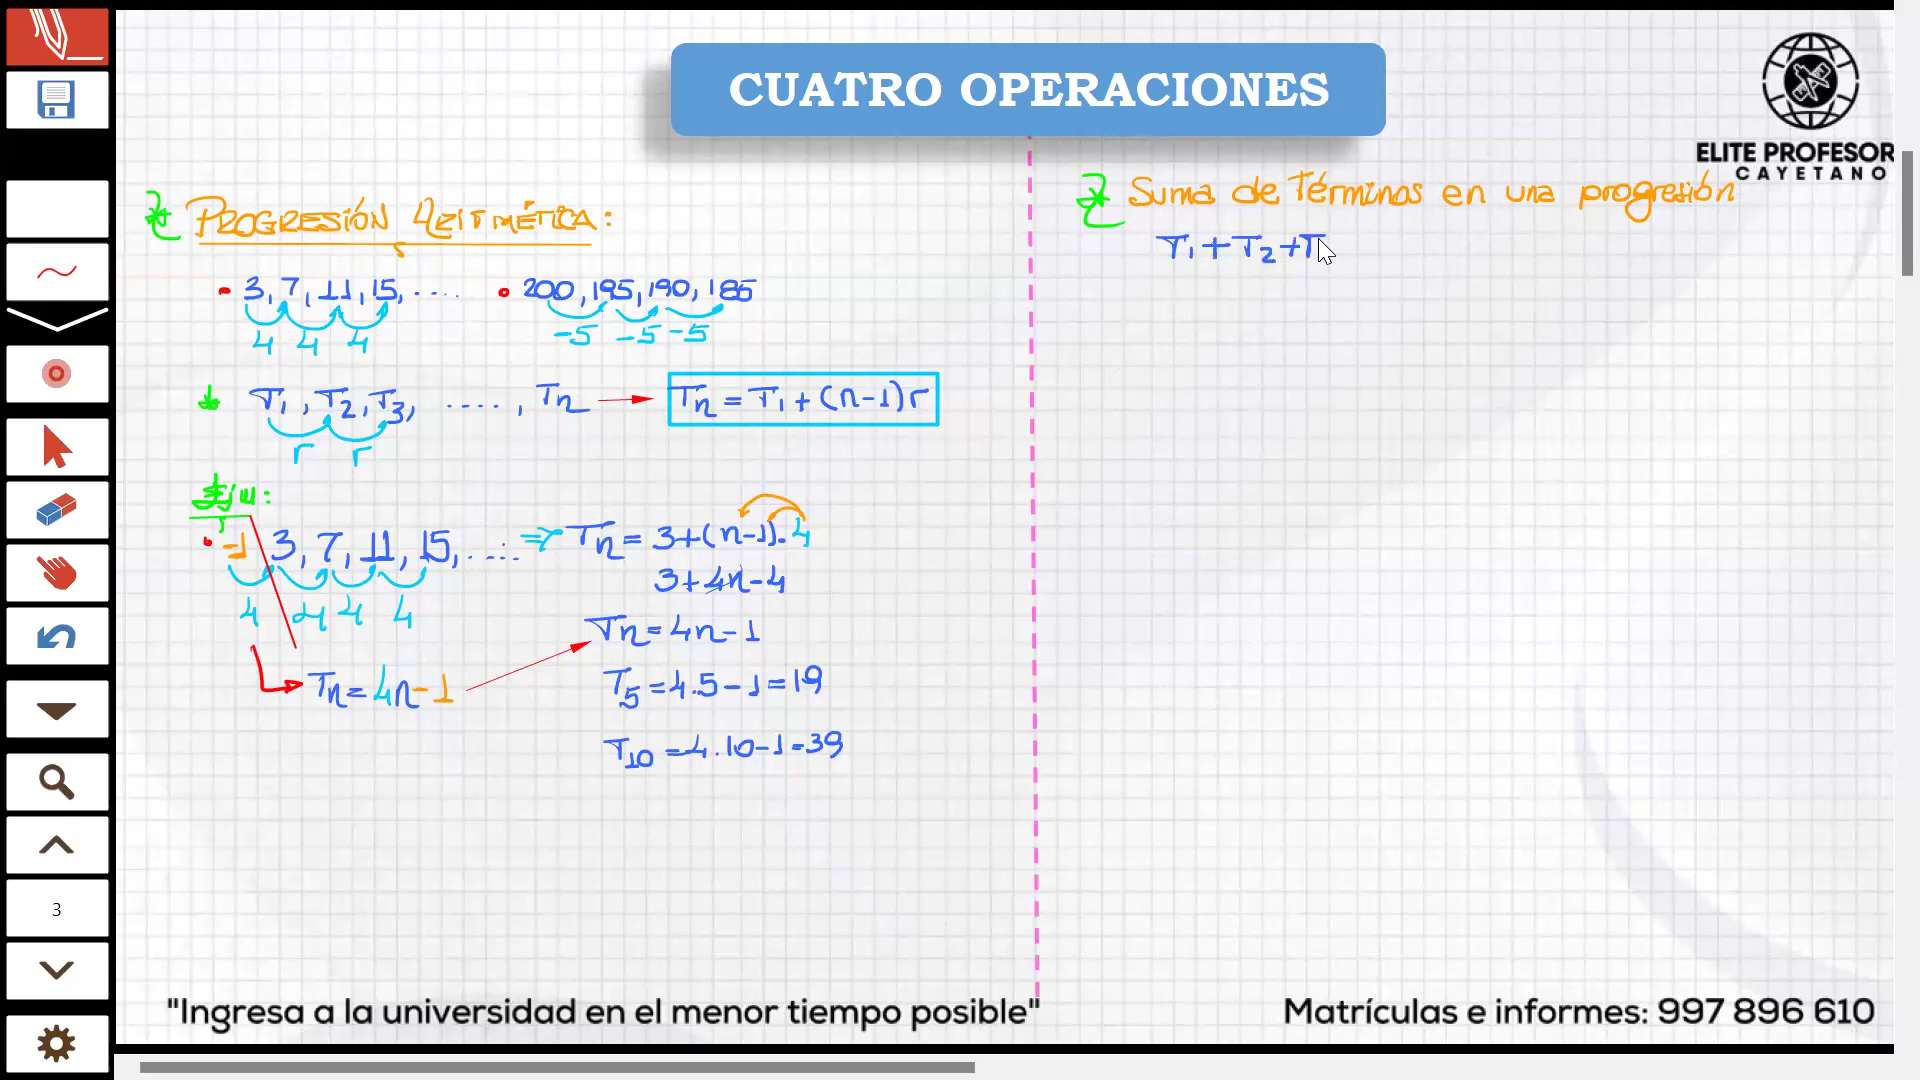 CUATRO OPERACIONES
ELITE PROFESOR
CAYETANO
PROGRESIÓN ARITMÉTICA:
3, 7, 11, 15, ....
4 4 4
200, 195, 190, 185
-5 -5 -5
T₁, T₂, T₃, ...., Tₙ → Tₙ = T₁ + (n-1)r
r r
Ejm:
-1 3, 7, 11, 15, .... ⇒ Tₙ = 3+(n-1).4
4 4 4 4
3+4n-4
Tₙ = 4n-1
Tₙ = 4n-1
T₅ = 4.5-1=19
T₁₀ = 4.10-1=39
Suma de Términos en una progresión
T₁+T₂+T
3
"Ingresa a la universidad en el menor tiempo posible"
Matrículas e informes: 997 896 610